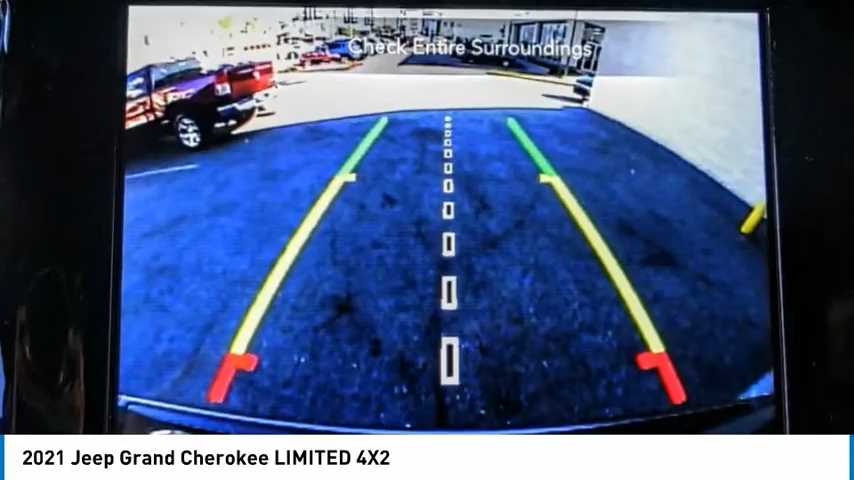 Check Entire Surroundings
2021 Jeep Grand Cherokee LIMITED 4X2